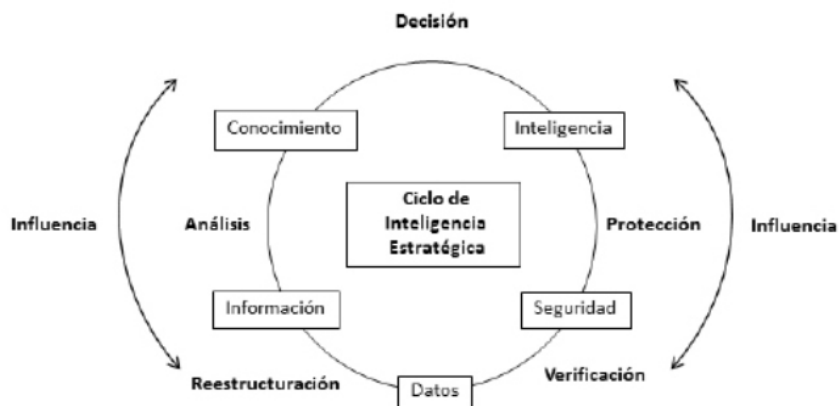 Decisión
Conocimiento
Inteligencia
Ciclo de
Inteligencia
Estratégica
Influencia
Análisis
Protección
Influencia
Información
Seguridad
Reestructuración
Datos
Verificación